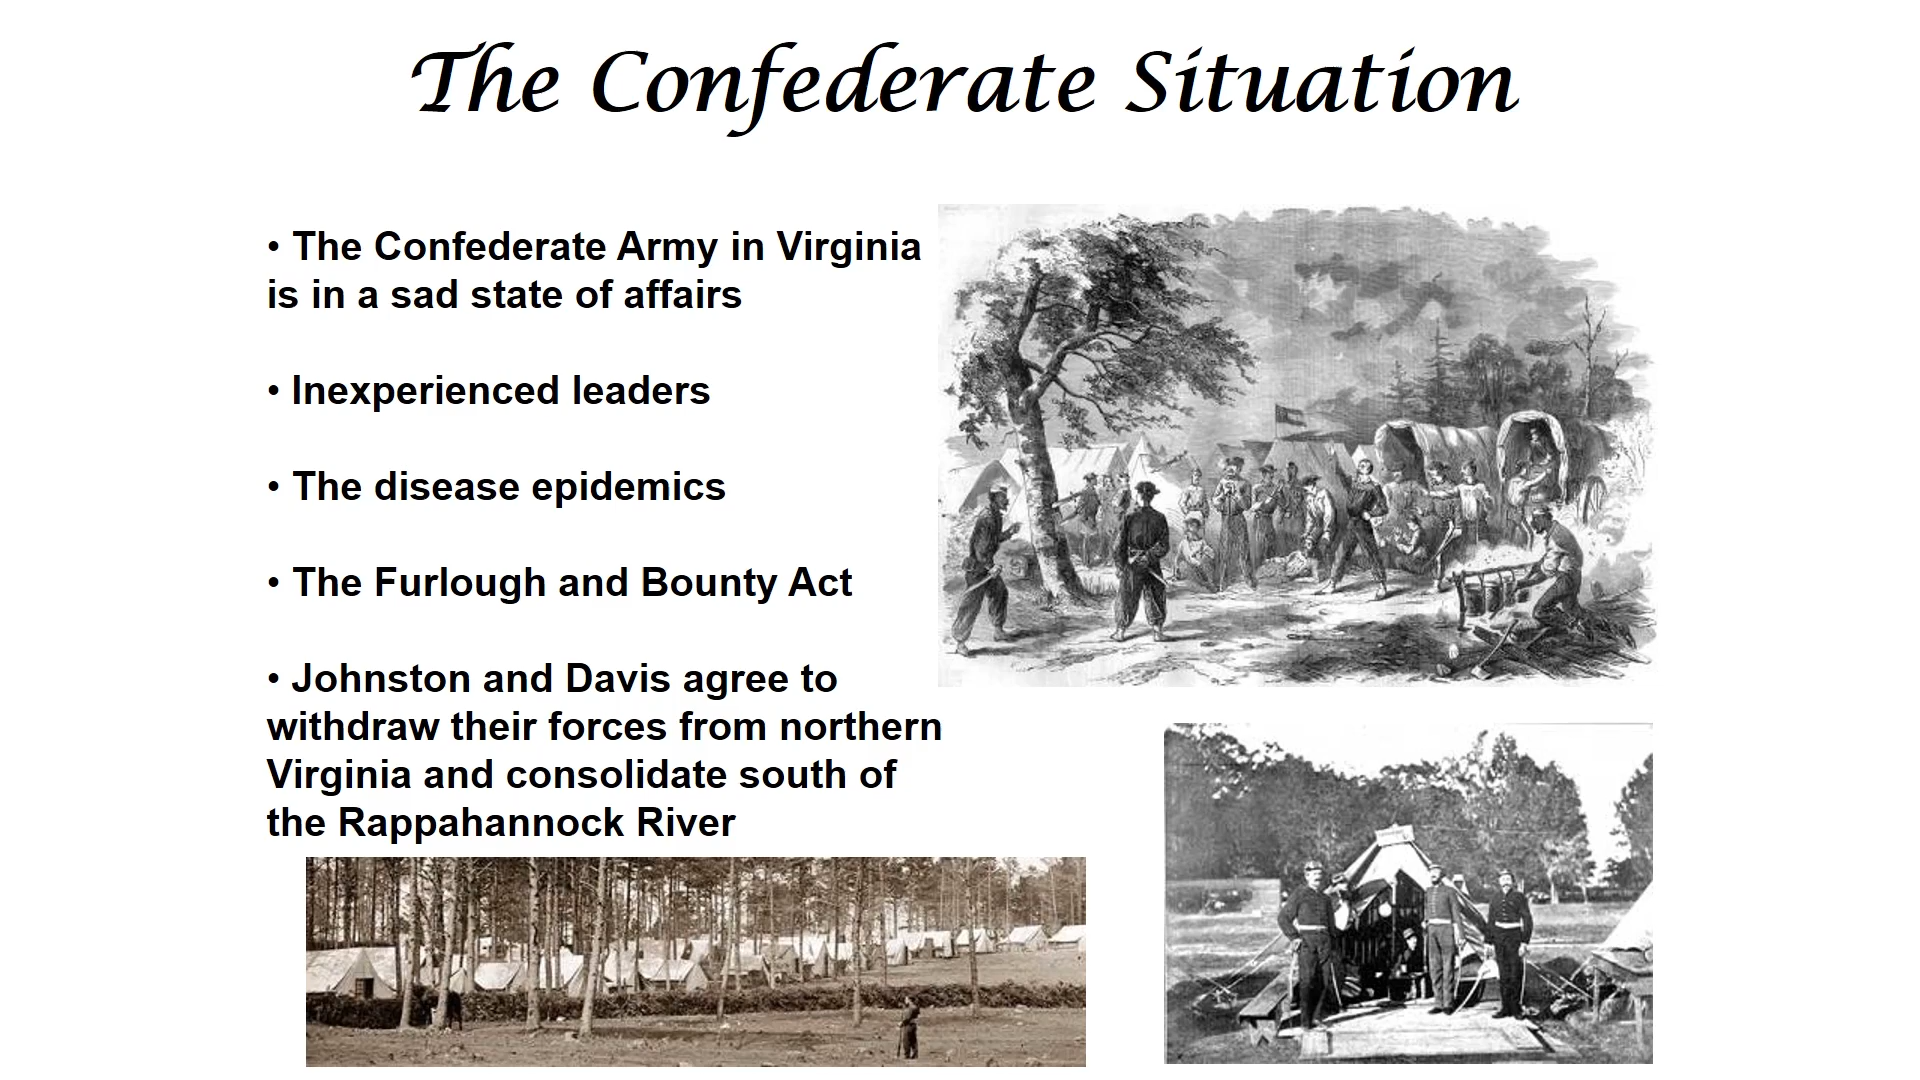 The Confederate Situation
• The Confederate Army in Virginia
is in a sad state of affairs
• Inexperienced leaders
• The disease epidemics
• The Furlough and Bounty Act
• Johnston and Davis agree to
withdraw their forces from northern
Virginia and consolidate south of
the Rappahannock River